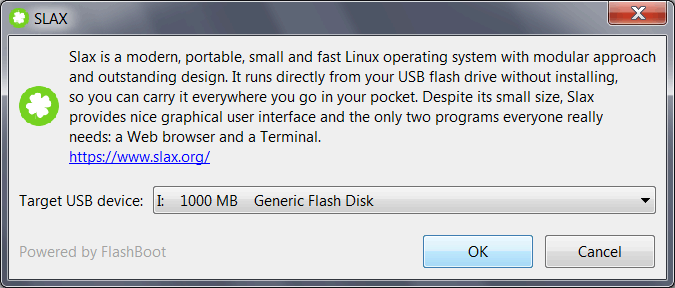 SLAX
Slax is a modern, portable, small and fast Linux operating system with modular approach
and outstanding design. It runs directly from your USB flash drive without installing,
so you can carry it everywhere you go in your pocket. Despite its small size, Slax
provides nice graphical user interface and the only two programs everyone really
needs: a Web browser and a Terminal.
https://www.slax.org/
Target USB device: I: 1000 MB Generic Flash Disk
Powered by FlashBoot OK Cancel